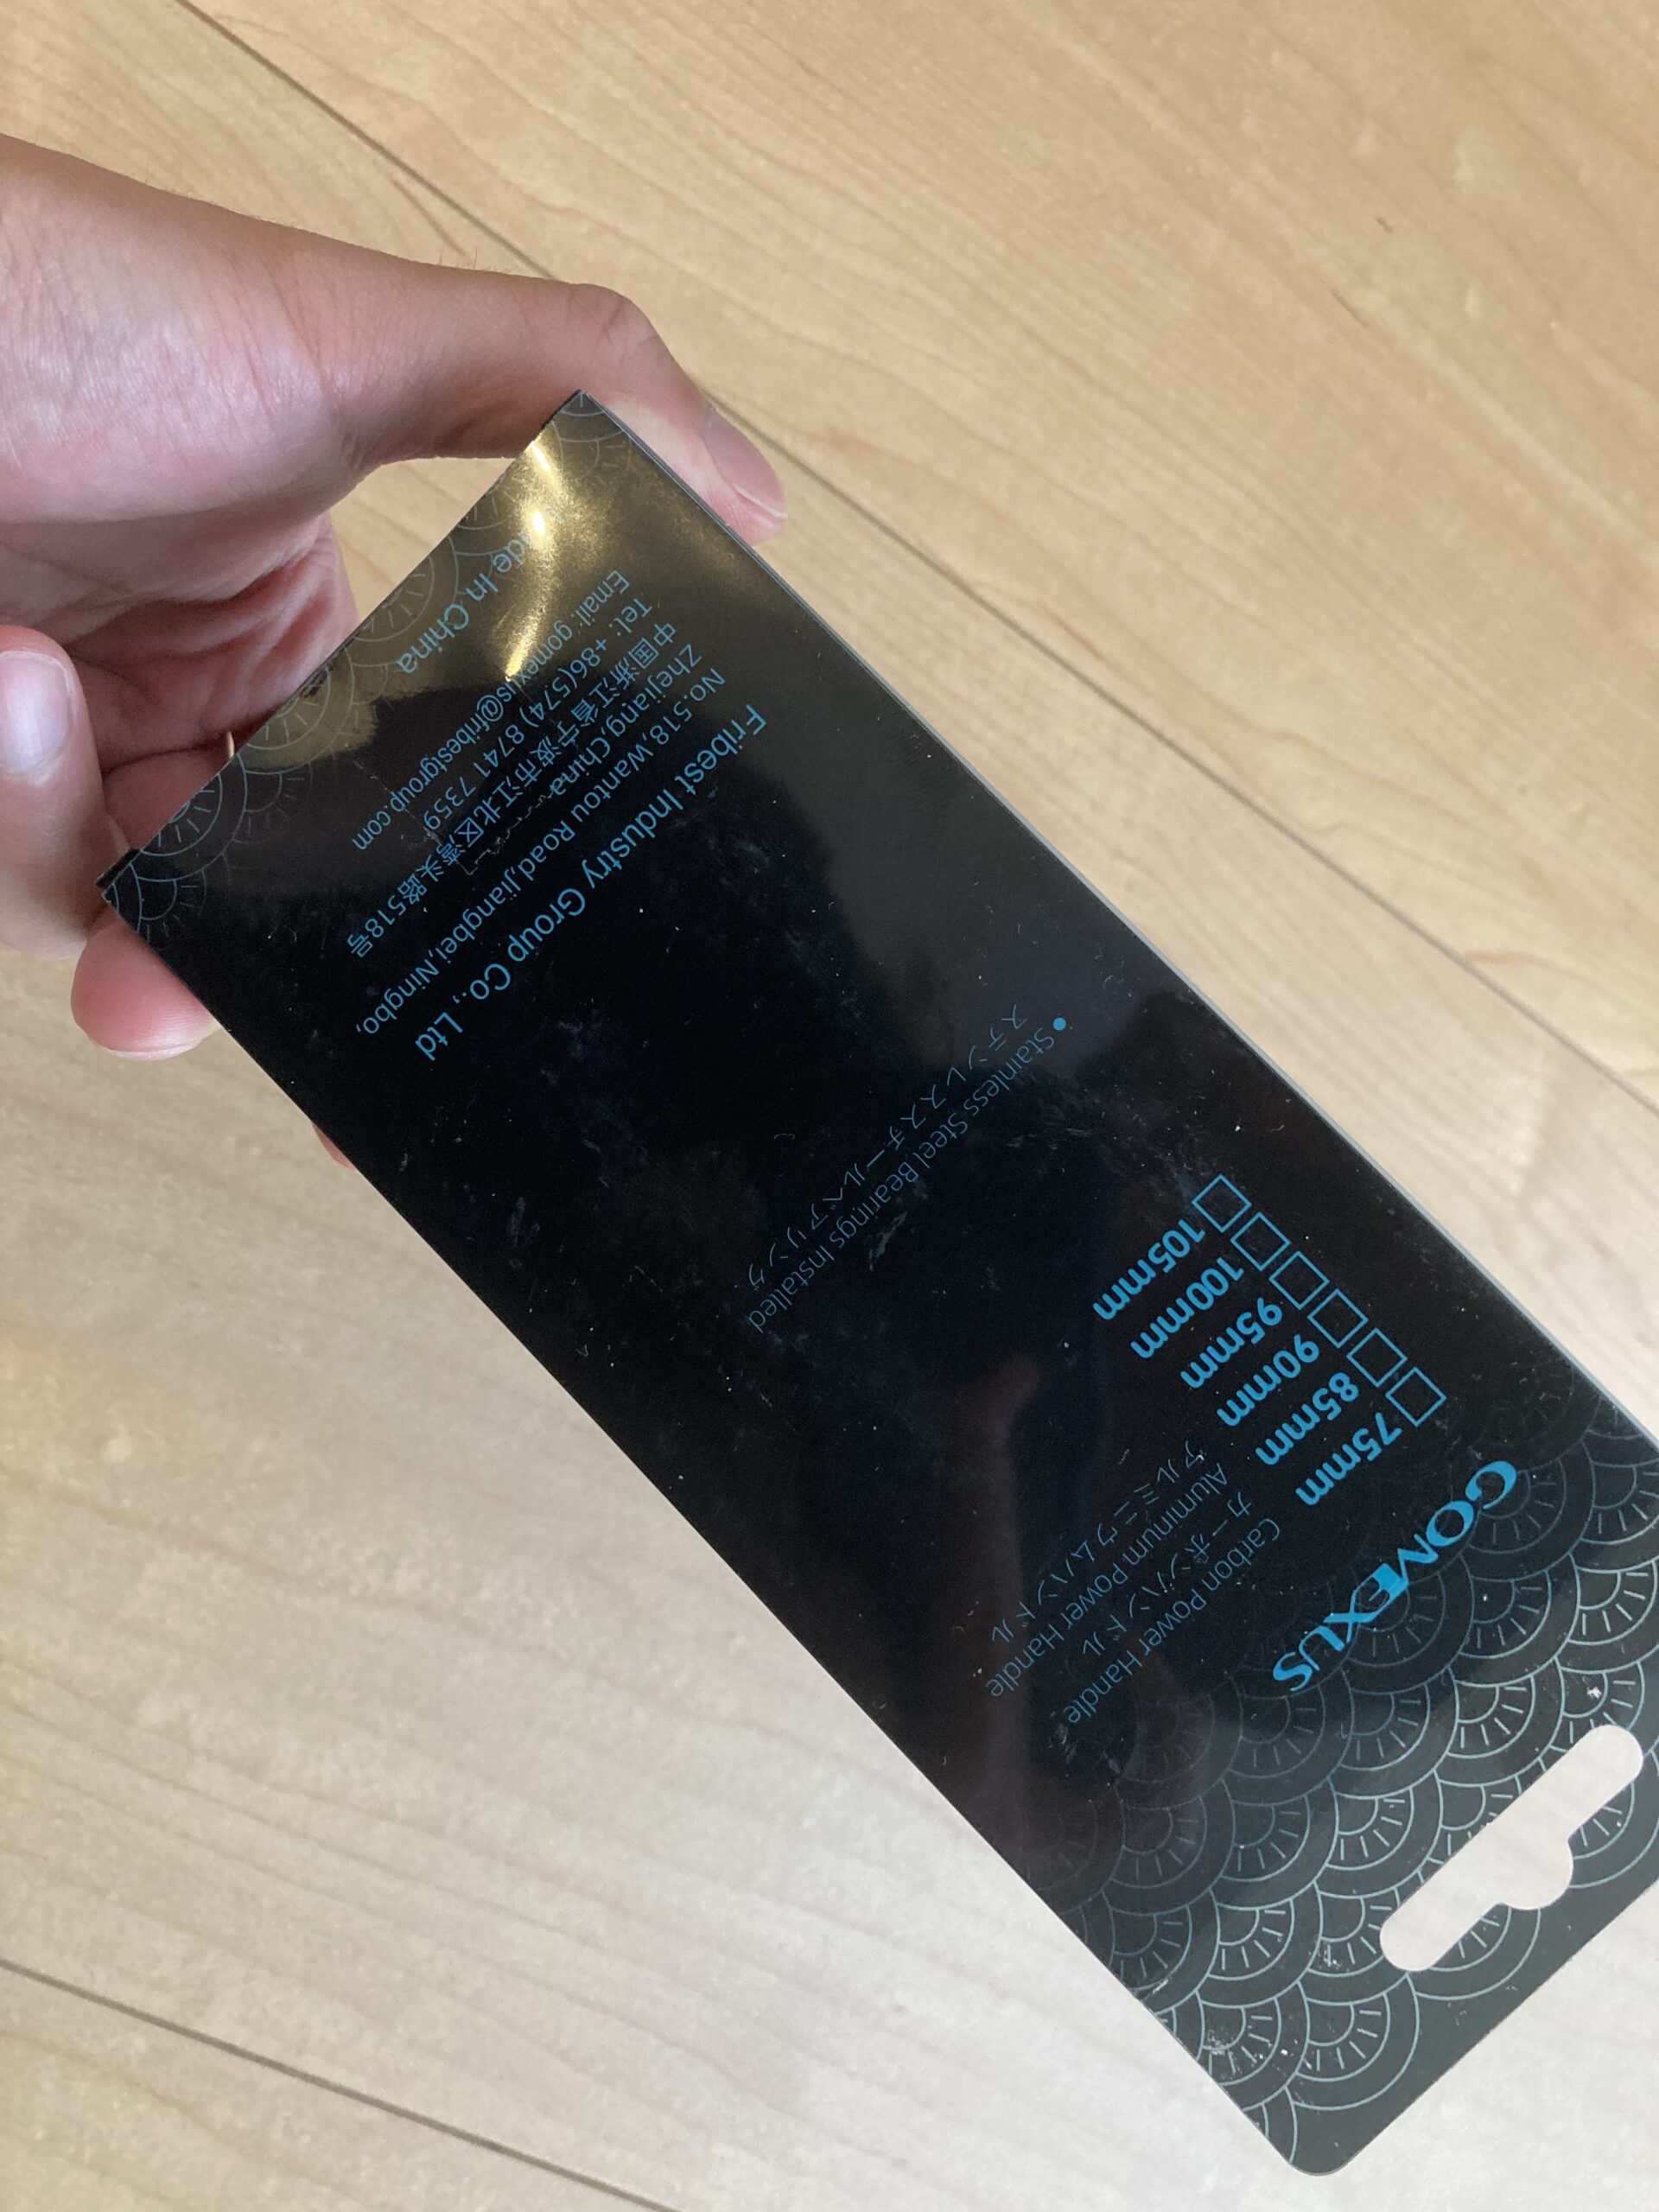 GOMEXUS
75mm
85mm
90mm
95mm
100mm
105mm
Carbon Power Handle
カーボンハンドル
Aluminum Power Handle
アルミニウムハンドル
•Stainless Steel Bearings Installed
ステンレススチールベアリング
Fribest Industry Group Co., Ltd
No.518,wantou Road,Jiangbei,Ningbo,
Zhejiang,China
中国浙江省宁波市江北区湾头路518号
Tel: +86(574) 8741 7359
Email: gomexus@fribestgroup.com
In China